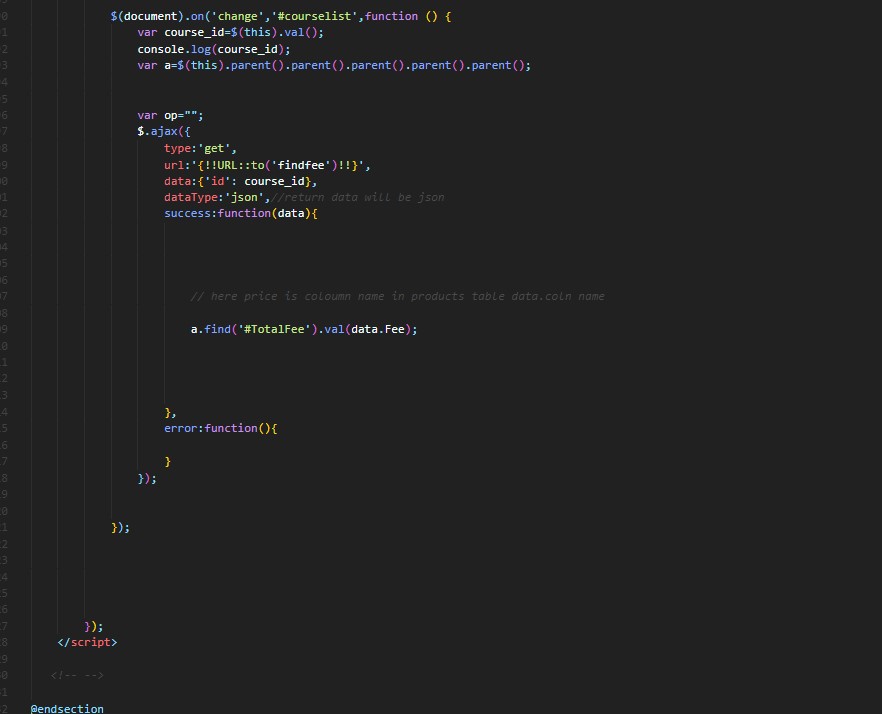 $(document).on('change','#courselist',function () {
var course_id=$(this).val();
console.log(course_id);
var a=$(this).parent().parent().parent().parent().parent();
var op="";
$.ajax({
type:'get',
url:'{!!URL::to('findfee')!!}',
data:{'id': course_id},
dataType:'json',//return data will be json
success:function(data){
// here price is coloumn name in products table data.coln name
a.find('#TotalFee').val(data.Fee);
},
error:function(){
}
});
});
});
</script>
<!-- -->
@endsection